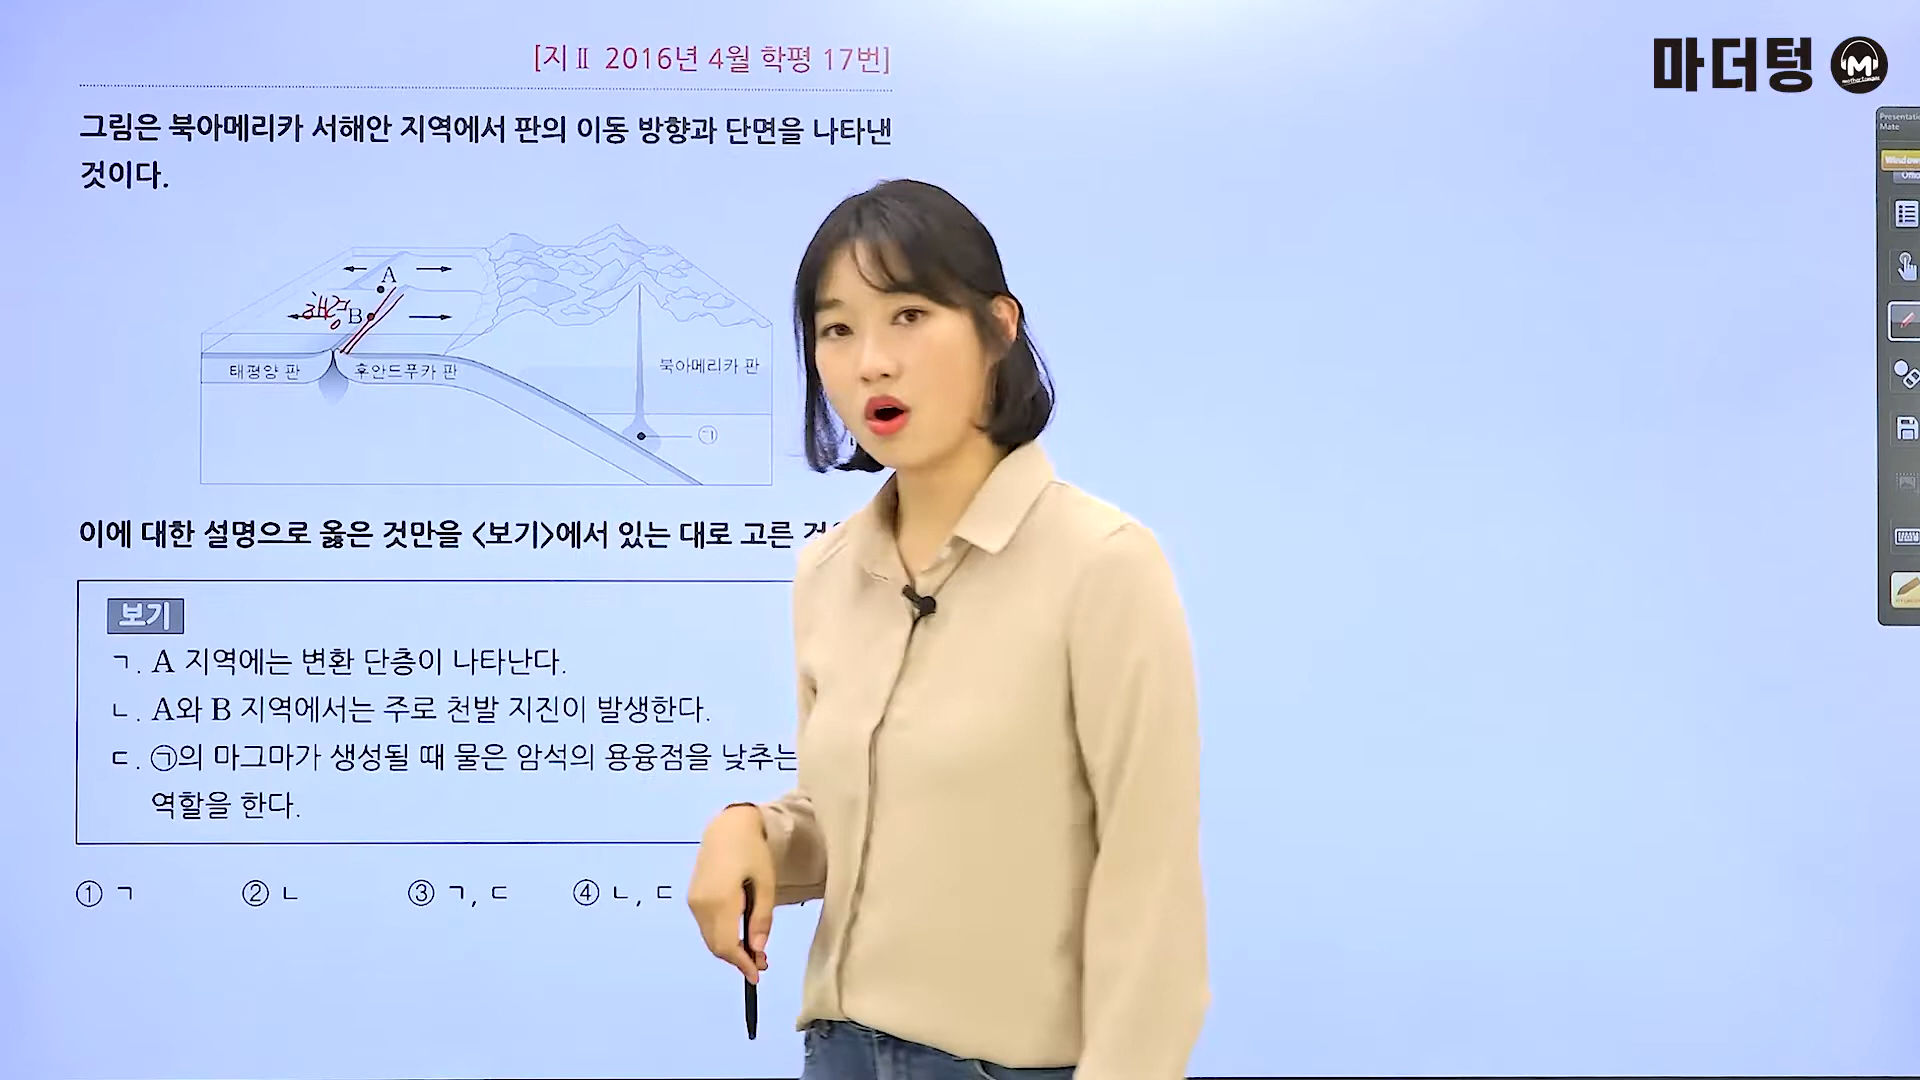 [지Ⅱ 2016년 4월 학평 17번]
마더텅
M
Presentation
Mate
그림은 북아메리카 서해안 지역에서 판의 이동 방향과 단면을 나타낸
것이다.
A
해령 B
태평양 판
후안드푸카 판
북아메리카 판
㉠
이에 대한 설명으로 옳은 것만을 <보기>에서 있는 대로 고른
보기
ㄱ. A 지역에는 변환 단층이 나타난다.
ㄴ. A와 B 지역에서는 주로 천발 지진이 발생한다.
ㄷ. ㉠의 마그마가 생성될 때 물은 암석의 용융점을 낮추는
역할을 한다.
① ㄱ ② ㄴ ③ ㄱ, ㄷ ④ ㄴ, ㄷ